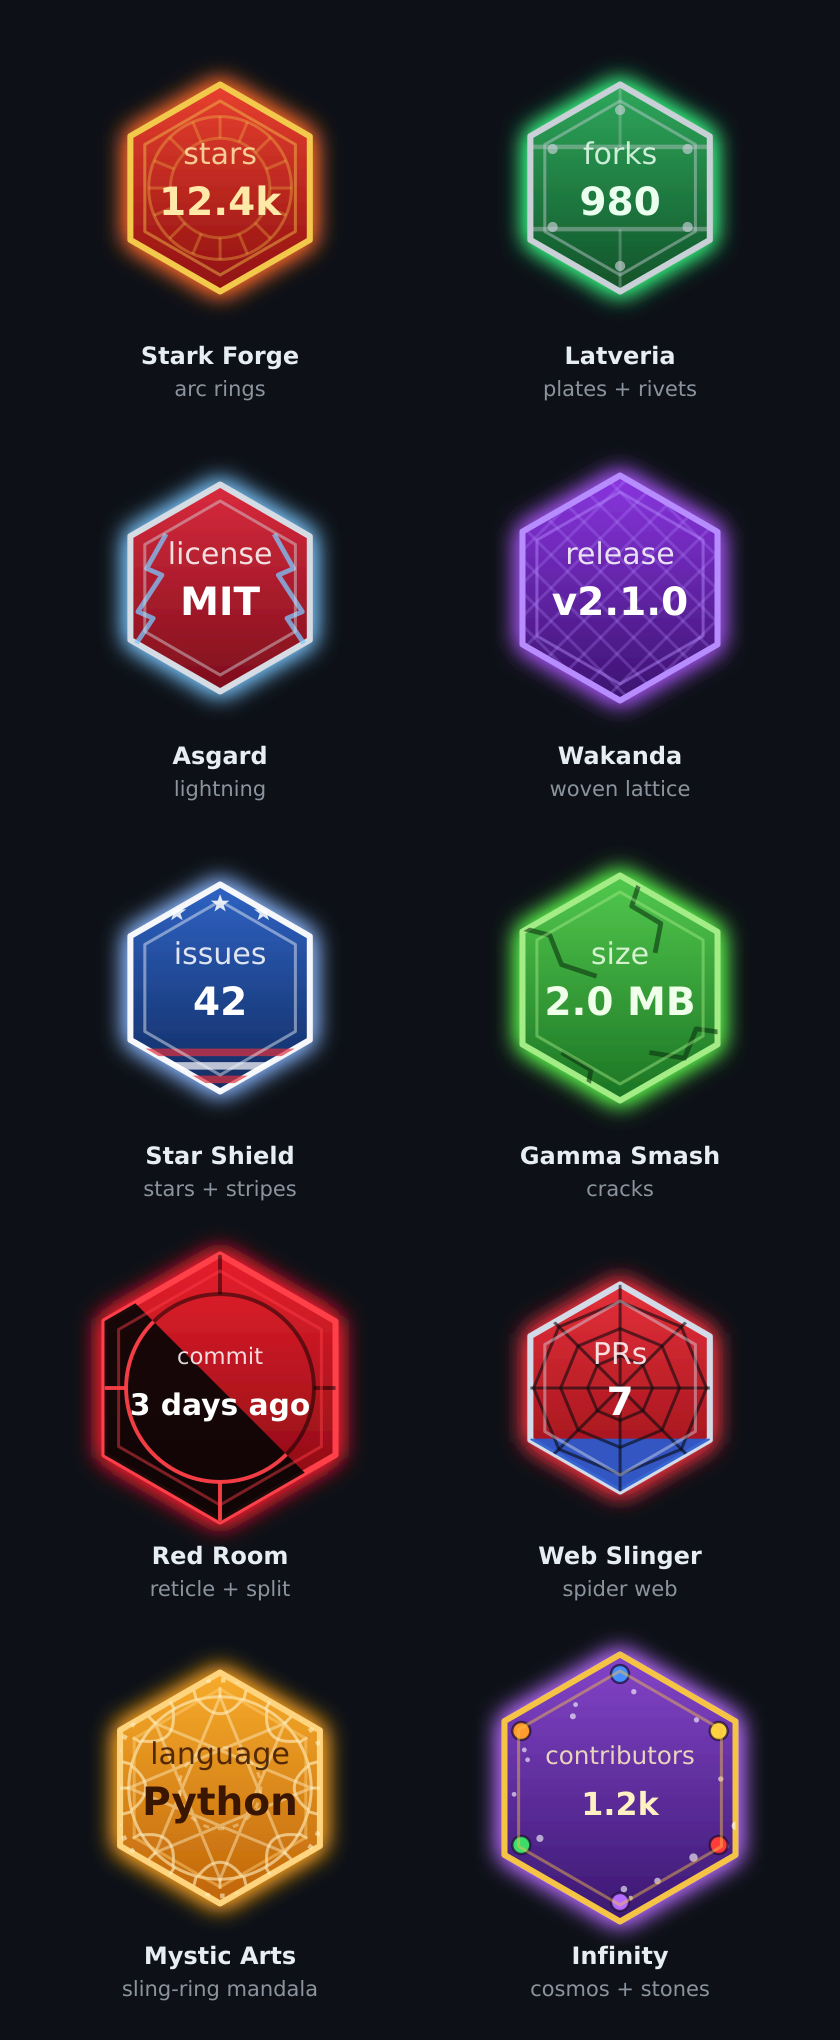 stars
12.4k
Stark Forge
arc rings
forks
980
Latveria
plates + rivets
license
MIT
Asgard
lightning
release
v2.1.0
Wakanda
woven lattice
issues
42
Star Shield
stars + stripes
size
2.0 MB
Gamma Smash
cracks
commit
3 days ago
Red Room
reticle + split
PRs
7
Web Slinger
spider web
language
Python
Mystic Arts
sling-ring mandala
contributors
1.2k
Infinity
cosmos + stones